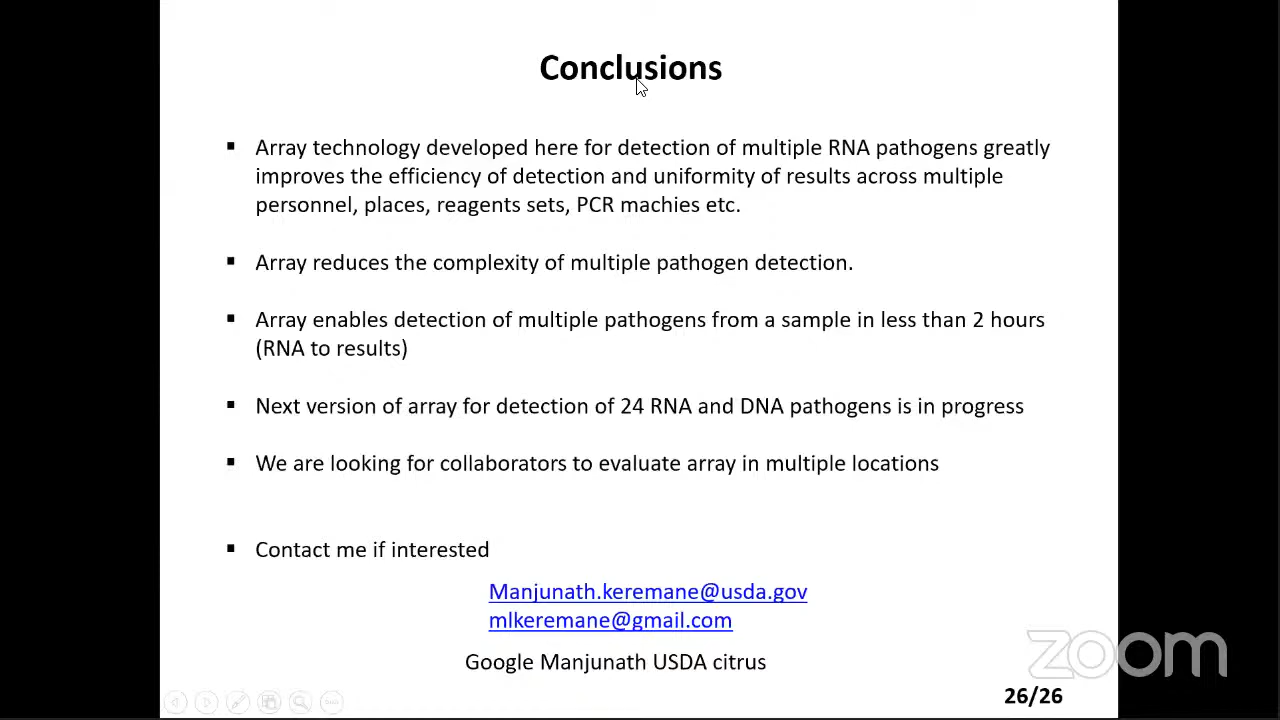 Conclusions
▪ Array technology developed here for detection of multiple RNA pathogens greatly
improves the efficiency of detection and uniformity of results across multiple
personnel, places, reagents sets, PCR machies etc.
▪ Array reduces the complexity of multiple pathogen detection.
▪ Array enables detection of multiple pathogens from a sample in less than 2 hours
(RNA to results)
▪ Next version of array for detection of 24 RNA and DNA pathogens is in progress
▪ We are looking for collaborators to evaluate array in multiple locations
▪ Contact me if interested
Manjunath.keremane@usda.gov
mlkeremane@gmail.com
Google Manjunath USDA citrus
zoom
26/26